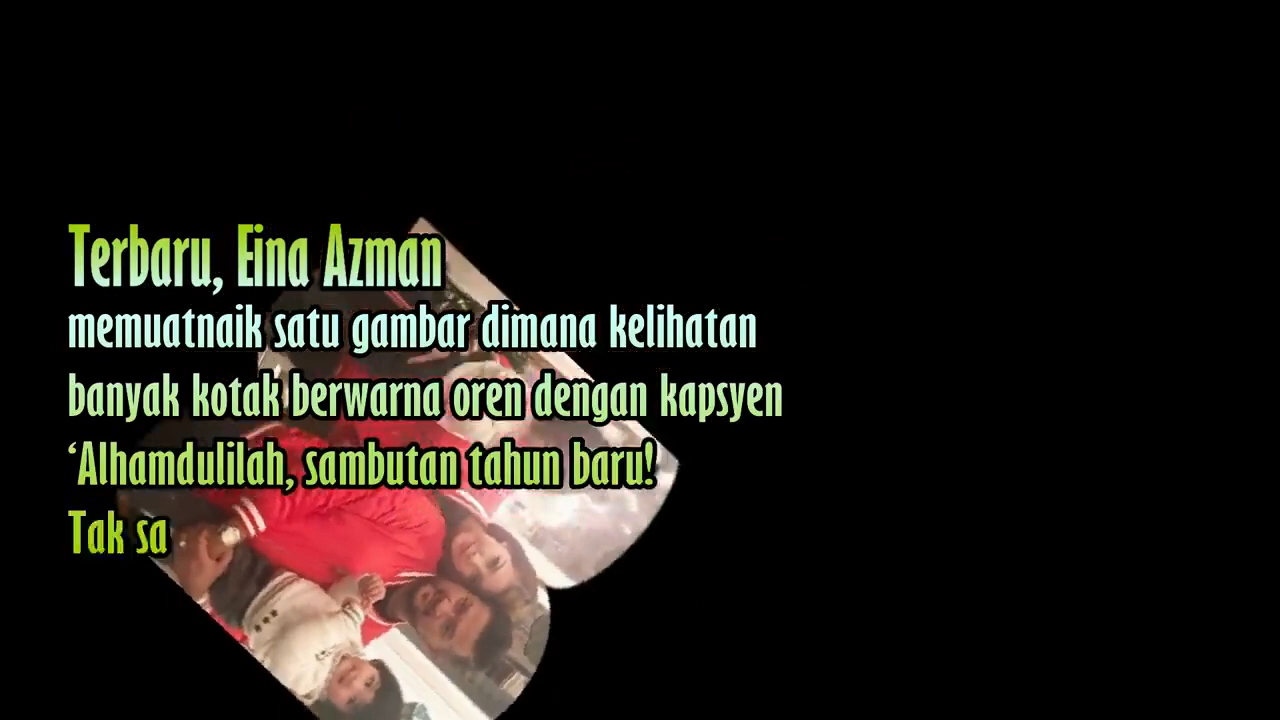 Terbaru, Eina Azman
memuatnaik satu gambar dimana kelihatan
banyak kotak berwarna oren dengan kapsyen
‘Alhamdulilah, sambutan tahun baru!
Tak sa